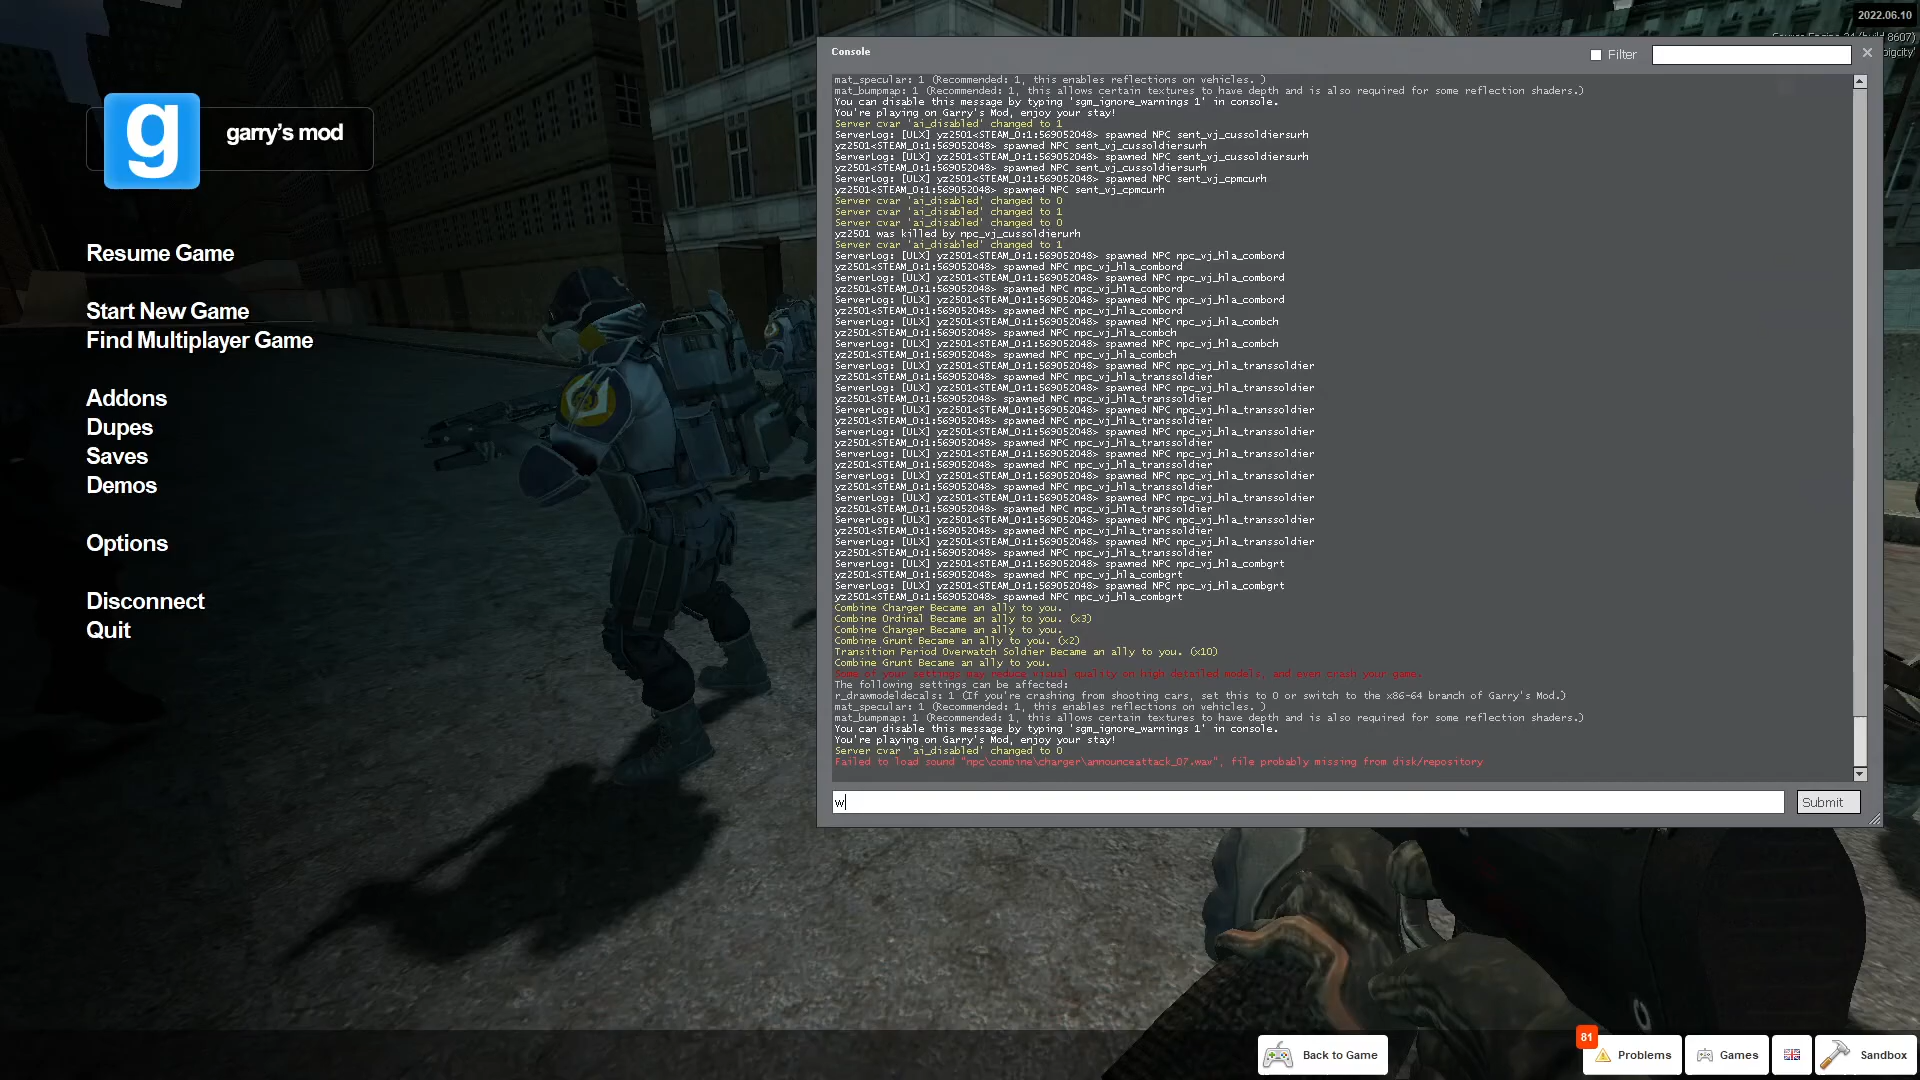 2022.06.10
g
garry's mod
Resume Game
Start New Game
Find Multiplayer Game
Addons
Dupes
Saves
Demos
Options
Disconnect
Quit
Console
Filter
mat_specular: 1 (Recommended: 1, this enables reflections on vehicles. )
mat_bumpmap: 1 (Recommended: 1, this allows certain textures to have depth and is also required for some reflection shaders.)
You can disable this message by typing 'sgm_ignore_warnings 1' in console.
You're playing on Garry's Mod, enjoy your stay!
Server cvar 'ai_disabled' changed to 1
ServerLog: [ULX] yz2501<STEAM_0:1:569052048> spawned NPC sent_vj_cussoldiersurh
yz2501<STEAM_0:1:569052048> spawned NPC sent_vj_cussoldiersurh
ServerLog: [ULX] yz2501<STEAM_0:1:569052048> spawned NPC sent_vj_cussoldiersurh
yz2501<STEAM_0:1:569052048> spawned NPC sent_vj_cussoldiersurh
ServerLog: [ULX] yz2501<STEAM_0:1:569052048> spawned NPC sent_vj_cpmcurh
yz2501<STEAM_0:1:569052048> spawned NPC sent_vj_cpmcurh
Server cvar 'ai_disabled' changed to 0
Server cvar 'ai_disabled' changed to 1
Server cvar 'ai_disabled' changed to 0
yz2501 was killed by npc_vj_cussoldierurh
Server cvar 'ai_disabled' changed to 1
ServerLog: [ULX] yz2501<STEAM_0:1:569052048> spawned NPC npc_vj_hla_combord
yz2501<STEAM_0:1:569052048> spawned NPC npc_vj_hla_combord
ServerLog: [ULX] yz2501<STEAM_0:1:569052048> spawned NPC npc_vj_hla_combord
yz2501<STEAM_0:1:569052048> spawned NPC npc_vj_hla_combord
ServerLog: [ULX] yz2501<STEAM_0:1:569052048> spawned NPC npc_vj_hla_combord
yz2501<STEAM_0:1:569052048> spawned NPC npc_vj_hla_combord
ServerLog: [ULX] yz2501<STEAM_0:1:569052048> spawned NPC npc_vj_hla_combch
yz2501<STEAM_0:1:569052048> spawned NPC npc_vj_hla_combch
ServerLog: [ULX] yz2501<STEAM_0:1:569052048> spawned NPC npc_vj_hla_combch
yz2501<STEAM_0:1:569052048> spawned NPC npc_vj_hla_combch
ServerLog: [ULX] yz2501<STEAM_0:1:569052048> spawned NPC npc_vj_hla_transsoldier
yz2501<STEAM_0:1:569052048> spawned NPC npc_vj_hla_transsoldier
ServerLog: [ULX] yz2501<STEAM_0:1:569052048> spawned NPC npc_vj_hla_transsoldier
yz2501<STEAM_0:1:569052048> spawned NPC npc_vj_hla_transsoldier
ServerLog: [ULX] yz2501<STEAM_0:1:569052048> spawned NPC npc_vj_hla_transsoldier
yz2501<STEAM_0:1:569052048> spawned NPC npc_vj_hla_transsoldier
ServerLog: [ULX] yz2501<STEAM_0:1:569052048> spawned NPC npc_vj_hla_transsoldier
yz2501<STEAM_0:1:569052048> spawned NPC npc_vj_hla_transsoldier
ServerLog: [ULX] yz2501<STEAM_0:1:569052048> spawned NPC npc_vj_hla_transsoldier
yz2501<STEAM_0:1:569052048> spawned NPC npc_vj_hla_transsoldier
ServerLog: [ULX] yz2501<STEAM_0:1:569052048> spawned NPC npc_vj_hla_transsoldier
yz2501<STEAM_0:1:569052048> spawned NPC npc_vj_hla_transsoldier
ServerLog: [ULX] yz2501<STEAM_0:1:569052048> spawned NPC npc_vj_hla_transsoldier
yz2501<STEAM_0:1:569052048> spawned NPC npc_vj_hla_transsoldier
ServerLog: [ULX] yz2501<STEAM_0:1:569052048> spawned NPC npc_vj_hla_transsoldier
yz2501<STEAM_0:1:569052048> spawned NPC npc_vj_hla_transsoldier
ServerLog: [ULX] yz2501<STEAM_0:1:569052048> spawned NPC npc_vj_hla_transsoldier
yz2501<STEAM_0:1:569052048> spawned NPC npc_vj_hla_transsoldier
ServerLog: [ULX] yz2501<STEAM_0:1:569052048> spawned NPC npc_vj_hla_combgrt
yz2501<STEAM_0:1:569052048> spawned NPC npc_vj_hla_combgrt
ServerLog: [ULX] yz2501<STEAM_0:1:569052048> spawned NPC npc_vj_hla_combgrt
yz2501<STEAM_0:1:569052048> spawned NPC npc_vj_hla_combgrt
Combine Charger Became an ally to you.
Combine Ordinal Became an ally to you. (x3)
Combine Charger Became an ally to you.
Combine Grunt Became an ally to you. (x2)
Transition Period Overwatch Soldier Became an ally to you. (x10)
Combine Grunt Became an ally to you.
Some of your settings may reduce visual quality on high detailed models, and even crash your game.
The following settings can be affected:
r_drawmodeldecals: 1 (If you're crashing from shooting cars, set this to 0 or switch to the x86-64 branch of Garry's Mod.)
mat_specular: 1 (Recommended: 1, this enables reflections on vehicles. )
mat_bumpmap: 1 (Recommended: 1, this allows certain textures to have depth and is also required for some reflection shaders.)
You can disable this message by typing 'sgm_ignore_warnings 1' in console.
You're playing on Garry's Mod, enjoy your stay!
Server cvar 'ai_disabled' changed to 0
Failed to load sound "npc\combine\charger\announceattack_07.wav", file probably missing from disk/repository
w
Submit
Back to Game
81
Problems
Games
Sandbox